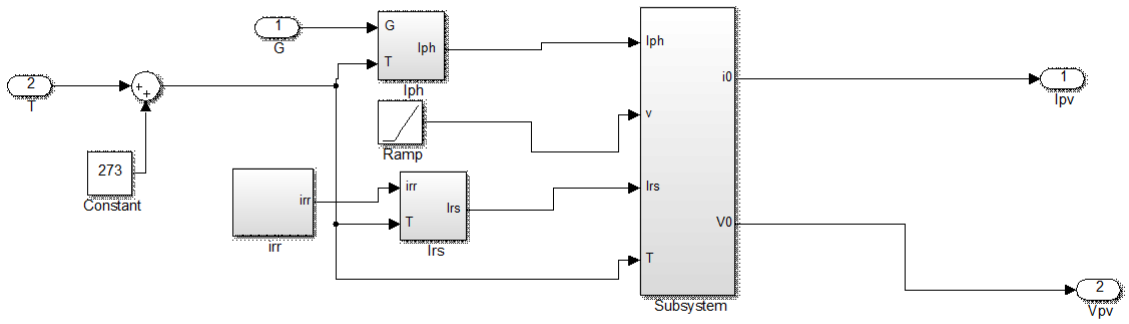 1
G
2
T
+
+
273
Constant
G
T
Iph
Iph
Ramp
irr
irr
irr
T
Irs
Irs
Iph
v
Irs
T
i0
V0
Subsystem
1
Ipv
2
Vpv